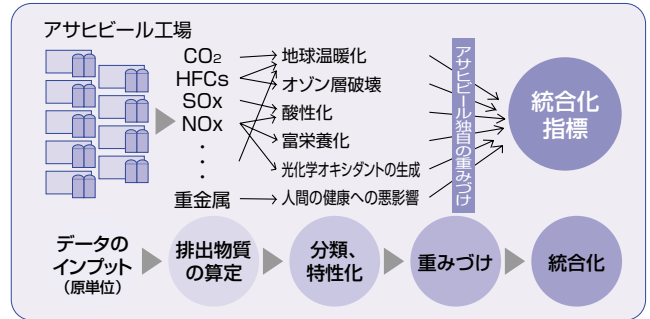 アサヒビール工場
CO₂
HFCs
SOx
NOx
・
・
・
重金属
地球温暖化
オゾン層破壊
酸性化
富栄養化
光化学オキシダントの生成
人間の健康への悪影響
アサヒビール独自の重みづけ
統合化
指標
データの
インプット
(原単位)
排出物質
の算定
分類、
特性化
重みづけ
統合化